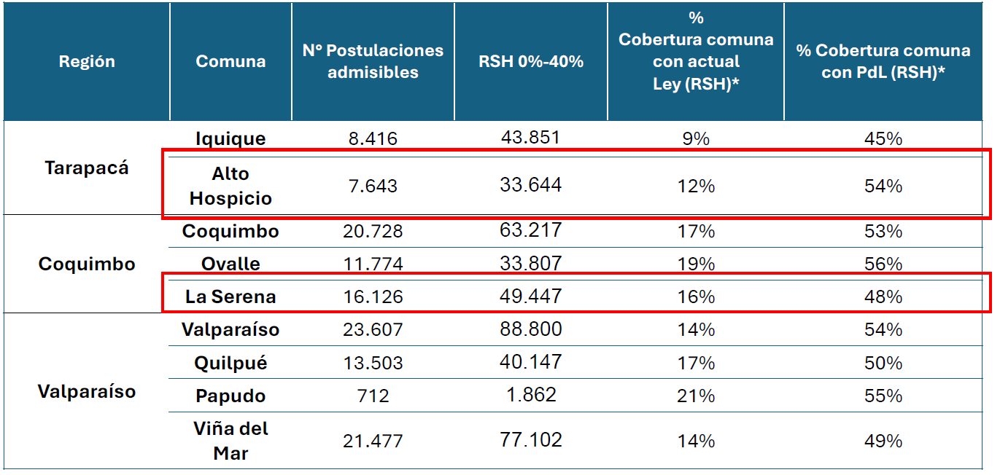 Región
Comuna
N° Postulaciones
admisibles
RSH 0%-40%
%
Cobertura comuna
con actual
Ley (RSH)*
% Cobertura comuna
con PdL (RSH)*
Tarapacá
Iquique 8.416 43.851 9% 45%
Alto
Hospicio
7.643 33.644 12% 54%
Coquimbo
Coquimbo 20.728 63.217 17% 53%
Ovalle 11.774 33.807 19% 56%
La Serena 16.126 49.447 16% 48%
Valparaíso
Valparaíso 23.607 88.800 14% 54%
Quilpué 13.503 40.147 17% 50%
Papudo 712 1.862 21% 55%
Viña del
Mar
21.477 77.102 14% 49%